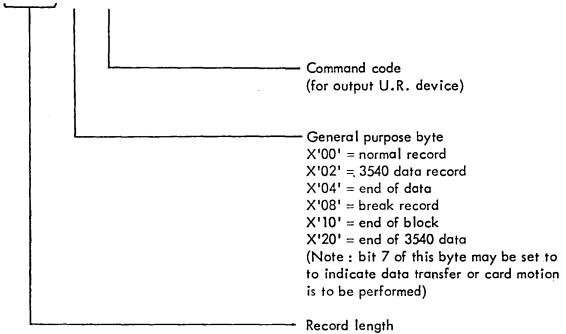 Command code
(for output U.R. device)
General purpose byte
X'00' = normal record
X'02' = 3540 data record
X'04' = end of data
X'08' = break record
X'10' = end of block
X'20' = end of 3540 data
(Note : bit 7 of this byte may be set to
to indicate data transfer or card motion
is to be performed)
Record length